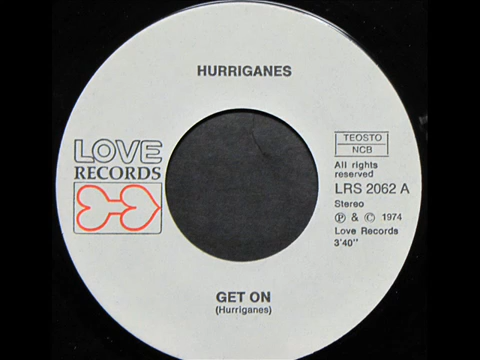 HURRIGANES
LOVE
RECORDS
TEOSTO
NCB
All rights
reserved
LRS 2062 A
Stereo
℗ & © 1974
Love Records
3'40"
GET ON
(Hurriganes)